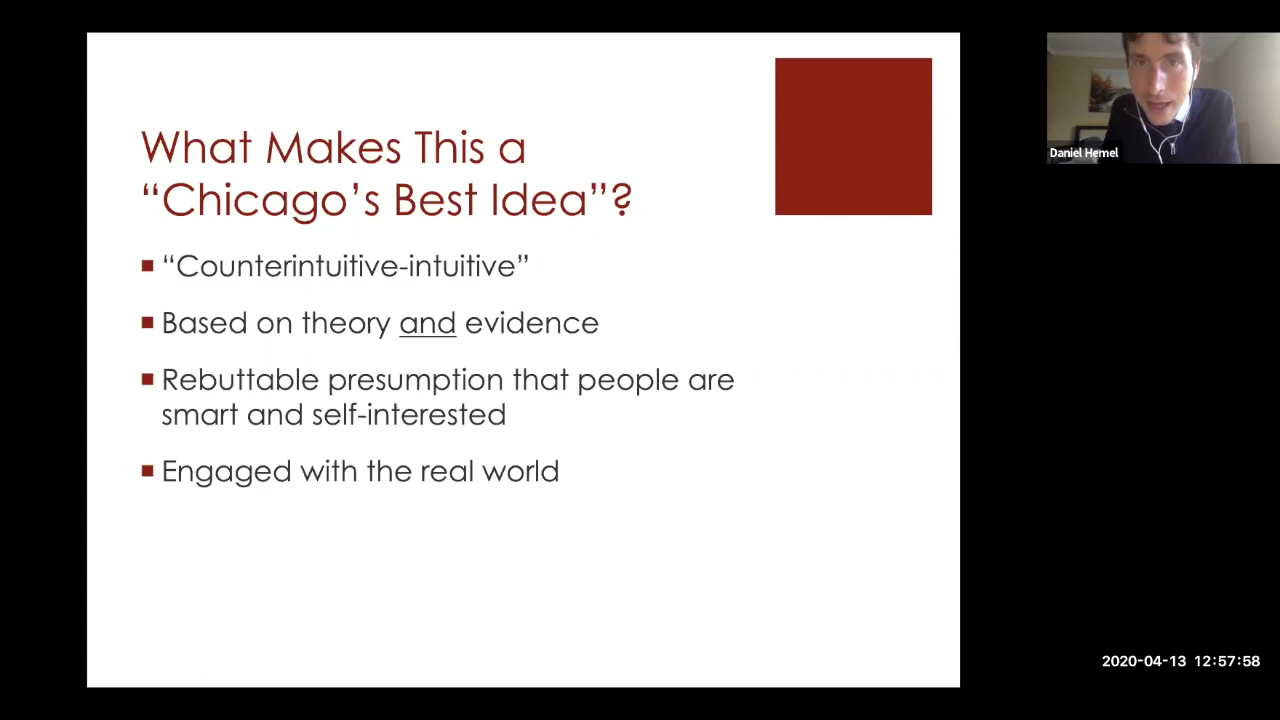 What Makes This a
“Chicago’s Best Idea”?
“Counterintuitive-intuitive”
Based on theory and evidence
Rebuttable presumption that people are
smart and self-interested
Engaged with the real world
Daniel Hemel
2020-04-13 12:57:58